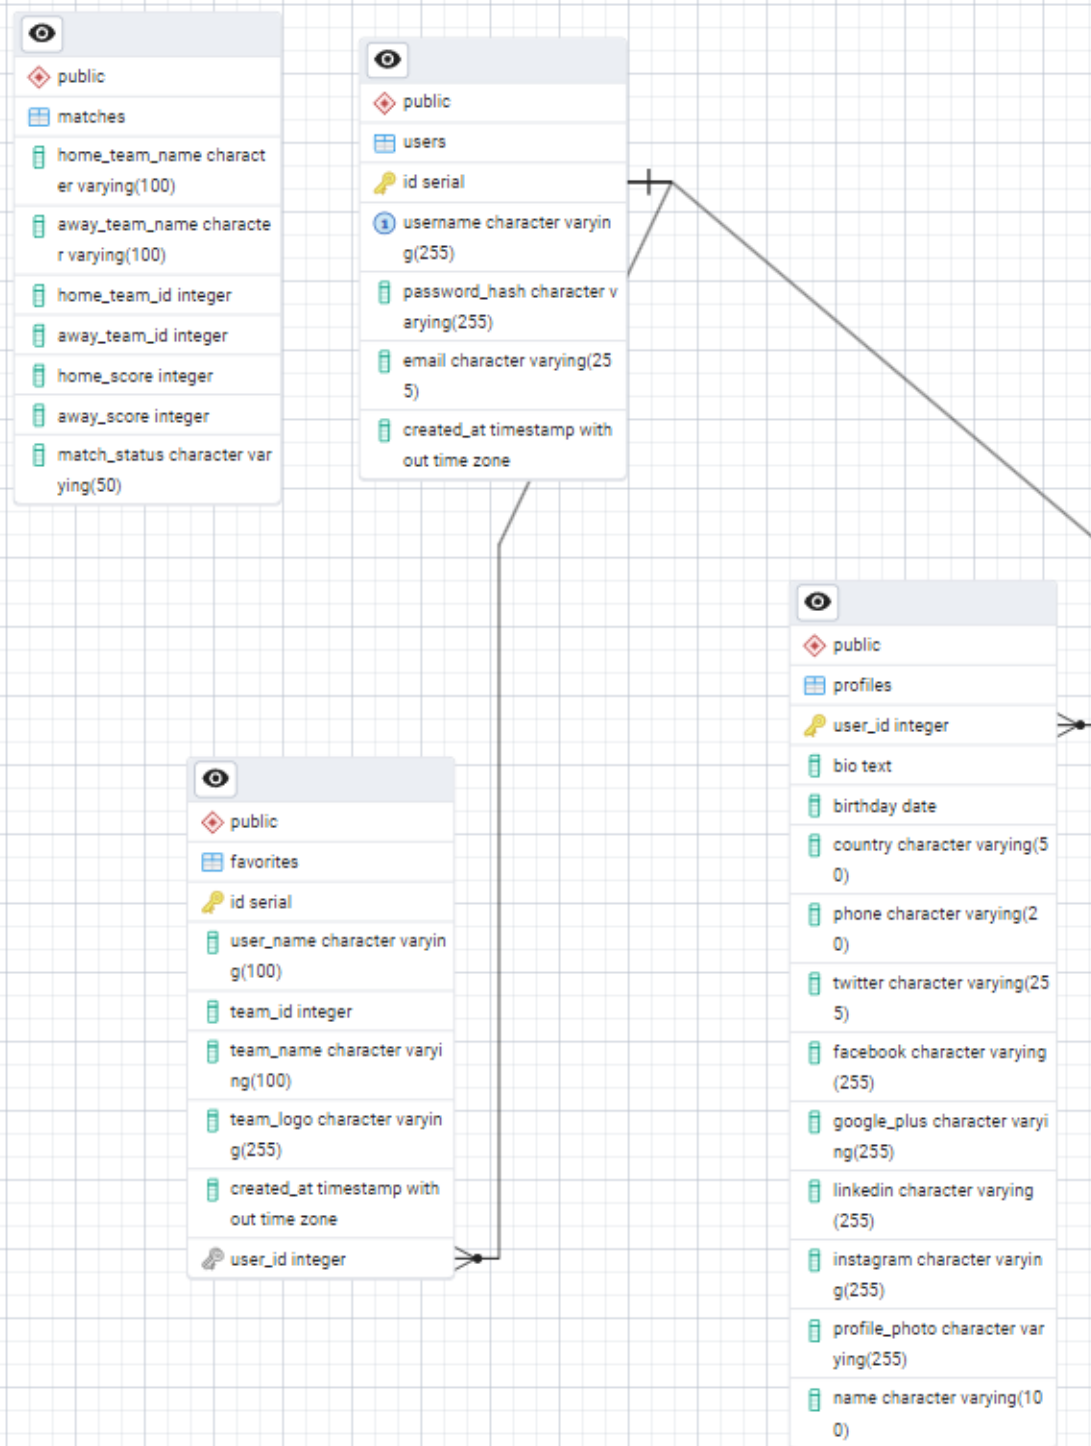 public
matches
home_team_name charact
er varying(100)
away_team_name characte
r varying(100)
home_team_id integer
away_team_id integer
home_score integer
away_score integer
match_status character var
ying(50)
public
users
id serial
1
username character varyin
g(255)
password_hash character v
arying(255)
email character varying(25
5)
created_at timestamp with
out time zone
public
favorites
id serial
user_name character varyin
g(100)
team_id integer
team_name character varyi
ng(100)
team_logo character varyin
g(255)
created_at timestamp with
out time zone
user_id integer
public
profiles
user_id integer
bio text
birthday date
country character varying(5
0)
phone character varying(2
0)
twitter character varying(25
5)
facebook character varying
(255)
google_plus character varyi
ng(255)
linkedin character varying
(255)
instagram character varyin
g(255)
profile_photo character var
ying(255)
name character varying(10
0)